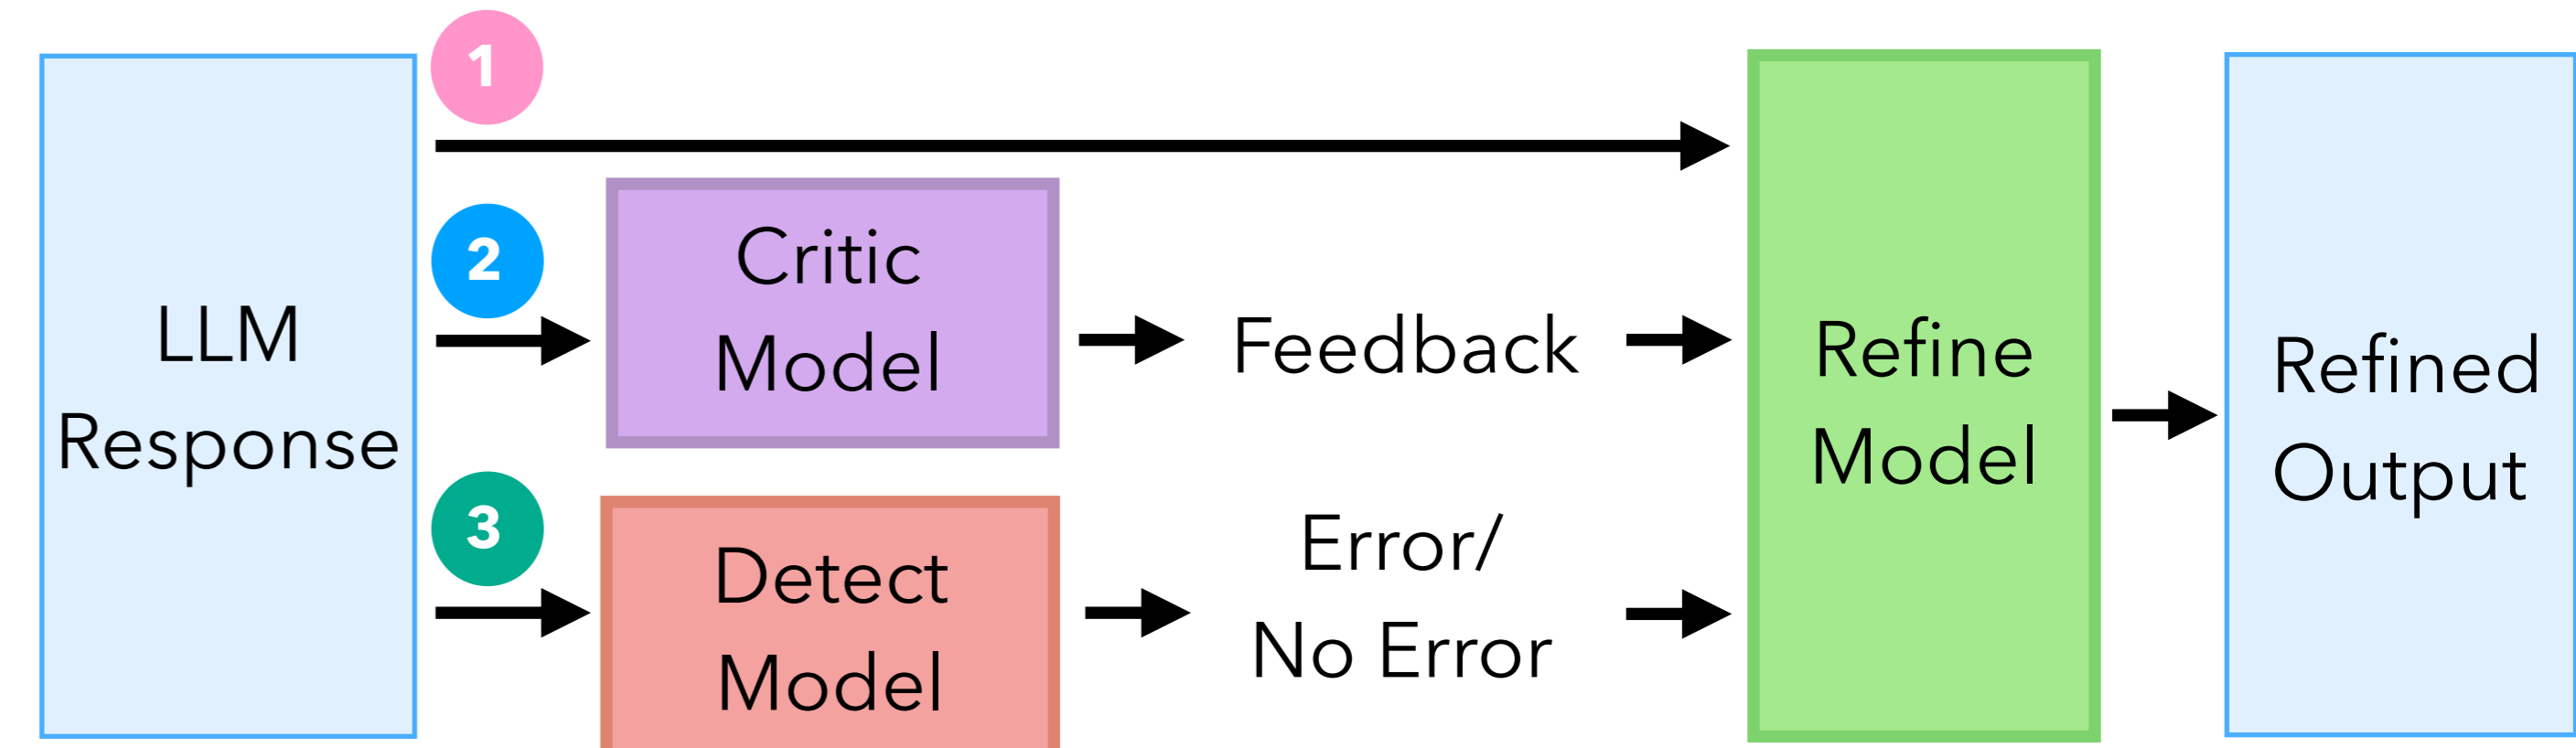 LLM
Response
1
2
Critic
Model
Feedback
3
Detect
Model
Error/
No Error
Refine
Model
Refined
Output